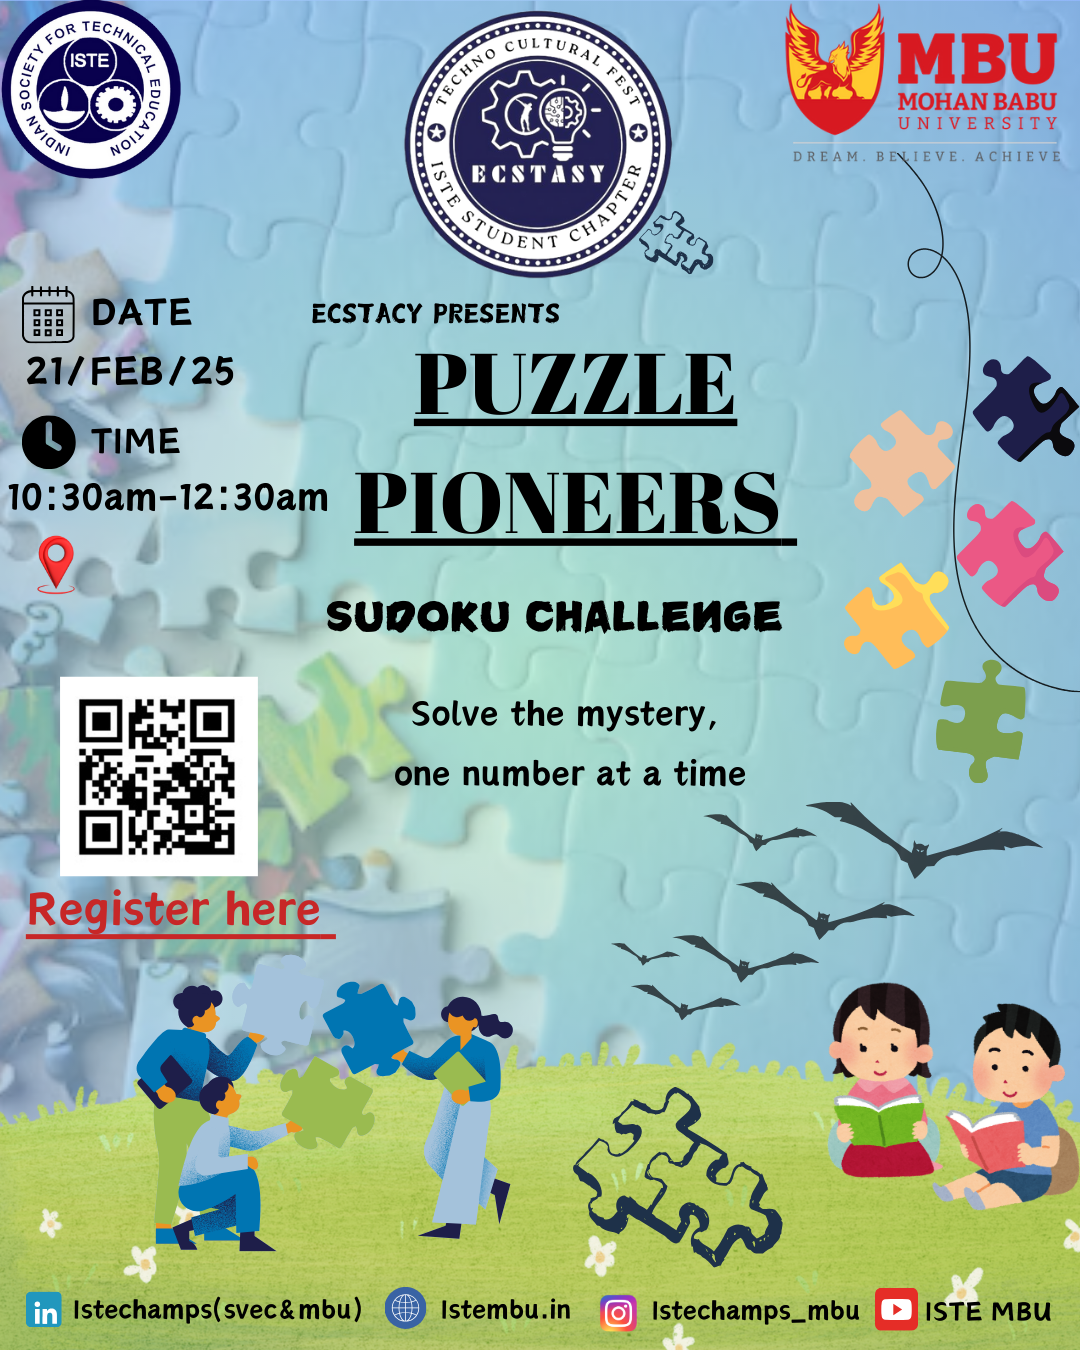 INDIAN SOCIETY FOR TECHNICAL EDUCATION
ISTE
TECHNO CULTURAL FEST
ECSTASY
ISTE STUDENT CHAPTER
MBU
MOHAN BABU
UNIVERSITY
DREAM. BELIEVE. ACHIEVE
DATE
21/FEB/25
TIME
10:30am-12:30am
ECSTACY PRESENTS
PUZZLE
PIONEERS
SUDOKU CHALLENGE
Solve the mystery,
one number at a time
Register here
in Istechamps(svec&mbu)
Istembu.in
Istechamps_mbu
ISTE MBU